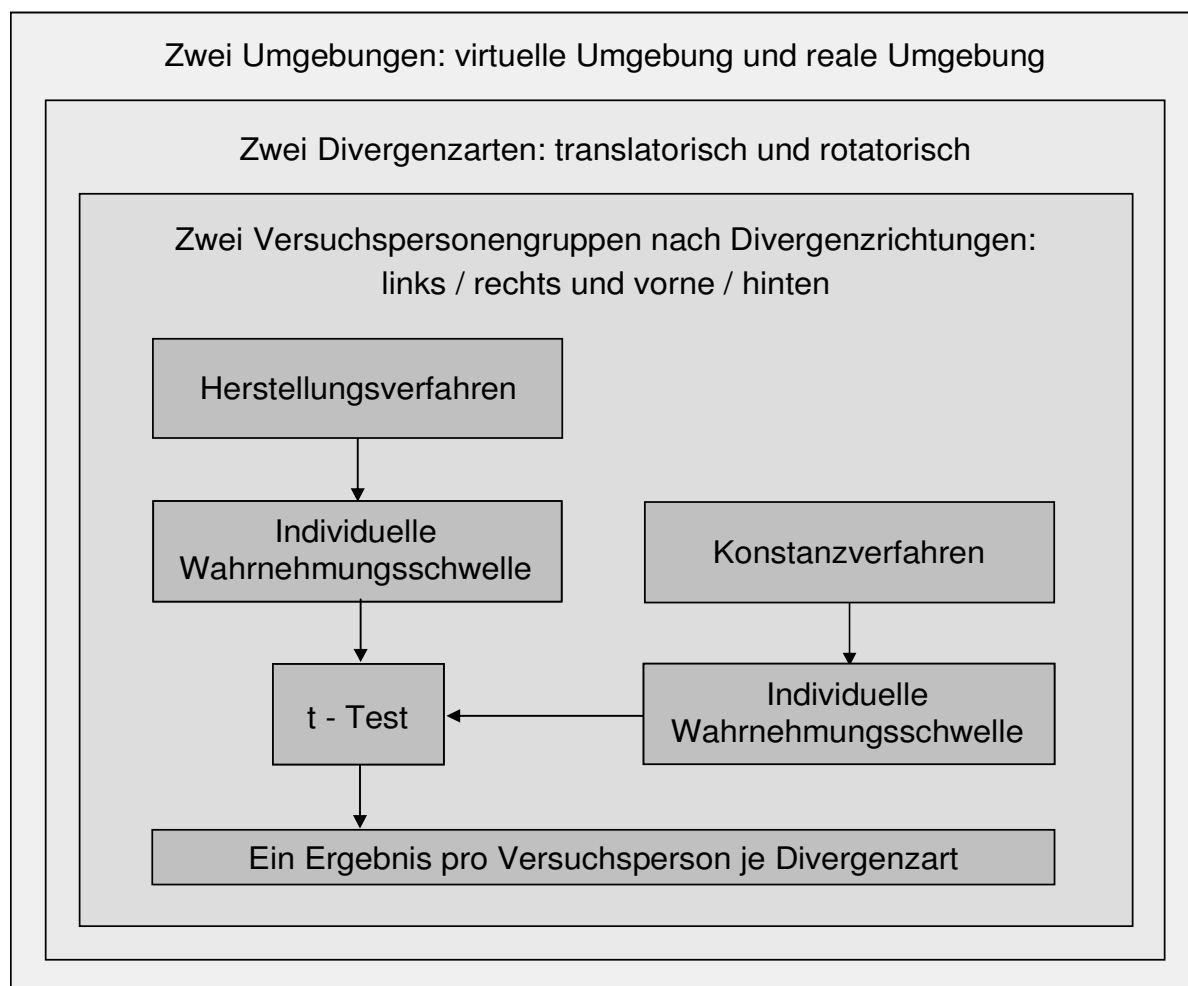 Zwei Umgebungen: virtuelle Umgebung und reale Umgebung
Zwei Divergenzarten: translatorisch und rotatorisch
Zwei Versuchspersonengruppen nach Divergenzrichtungen:
links / rechts und vorne / hinten
Herstellungsverfahren
Individuelle
Wahrnehmungsschwelle
Konstanzverfahren
t - Test
Individuelle
Wahrnehmungsschwelle
Ein Ergebnis pro Versuchsperson je Divergenzart